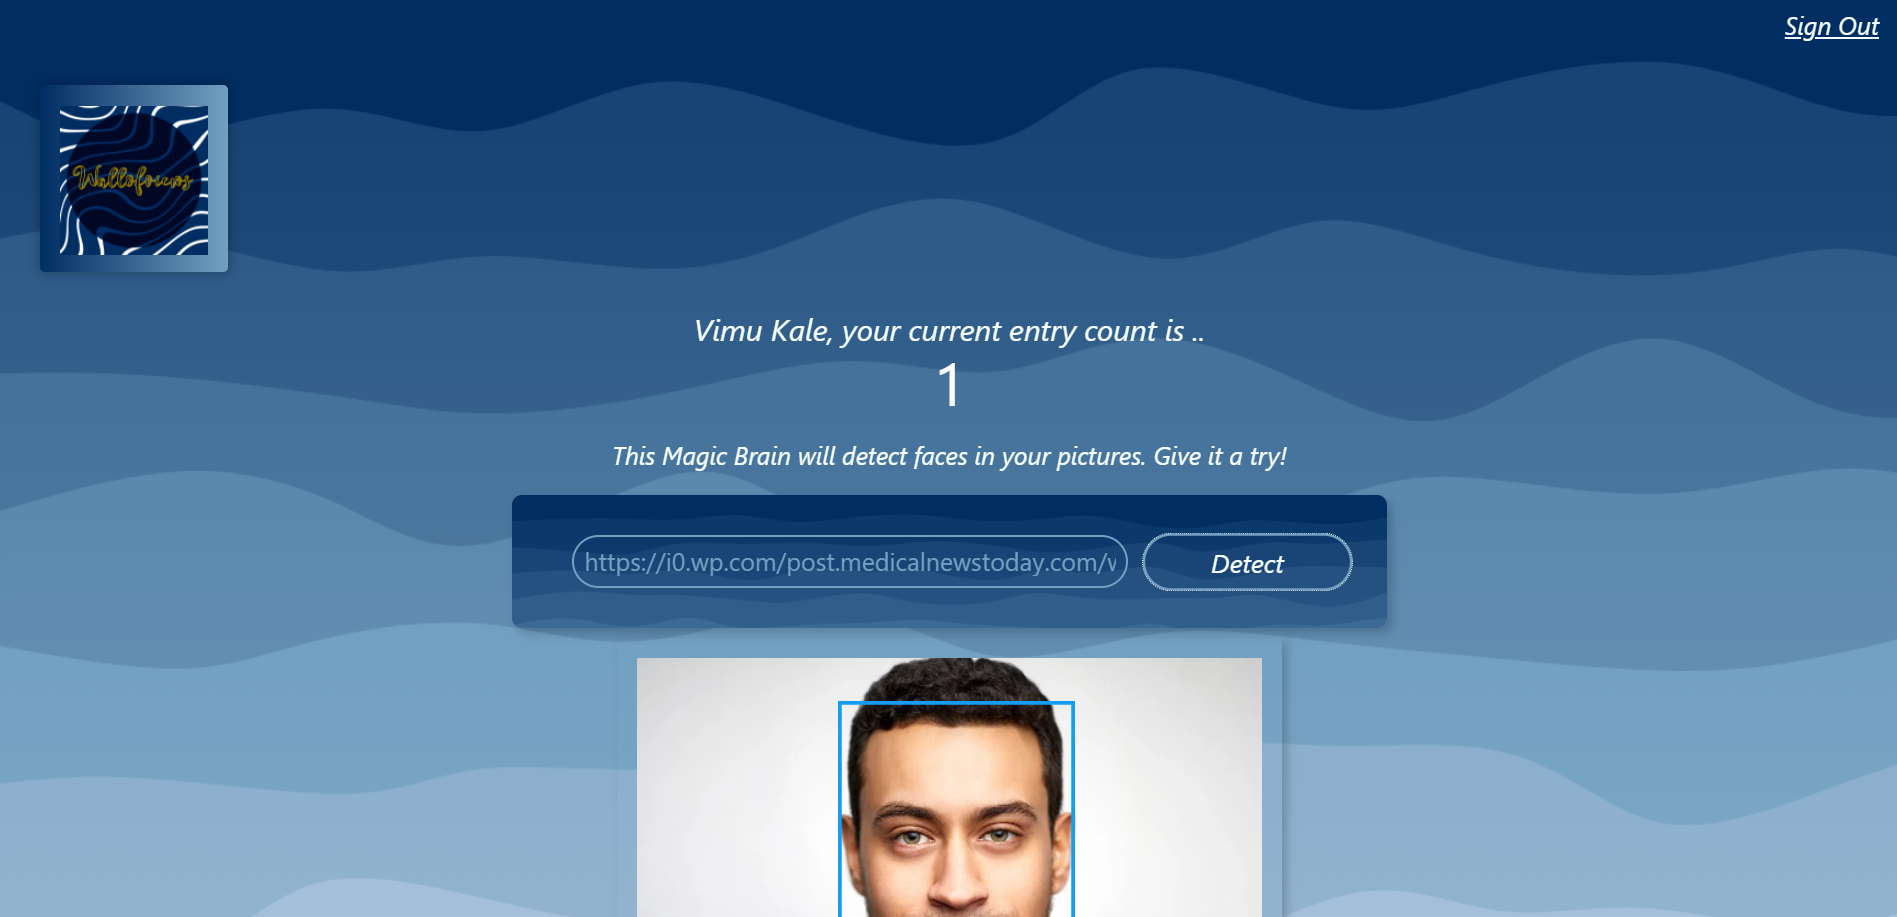 Sign Out
Wallofocus
Vimu Kale, your current entry count is ..
1
This Magic Brain will detect faces in your pictures. Give it a try!
https://i0.wp.com/post.medicalnewstoday.com/v
Detect